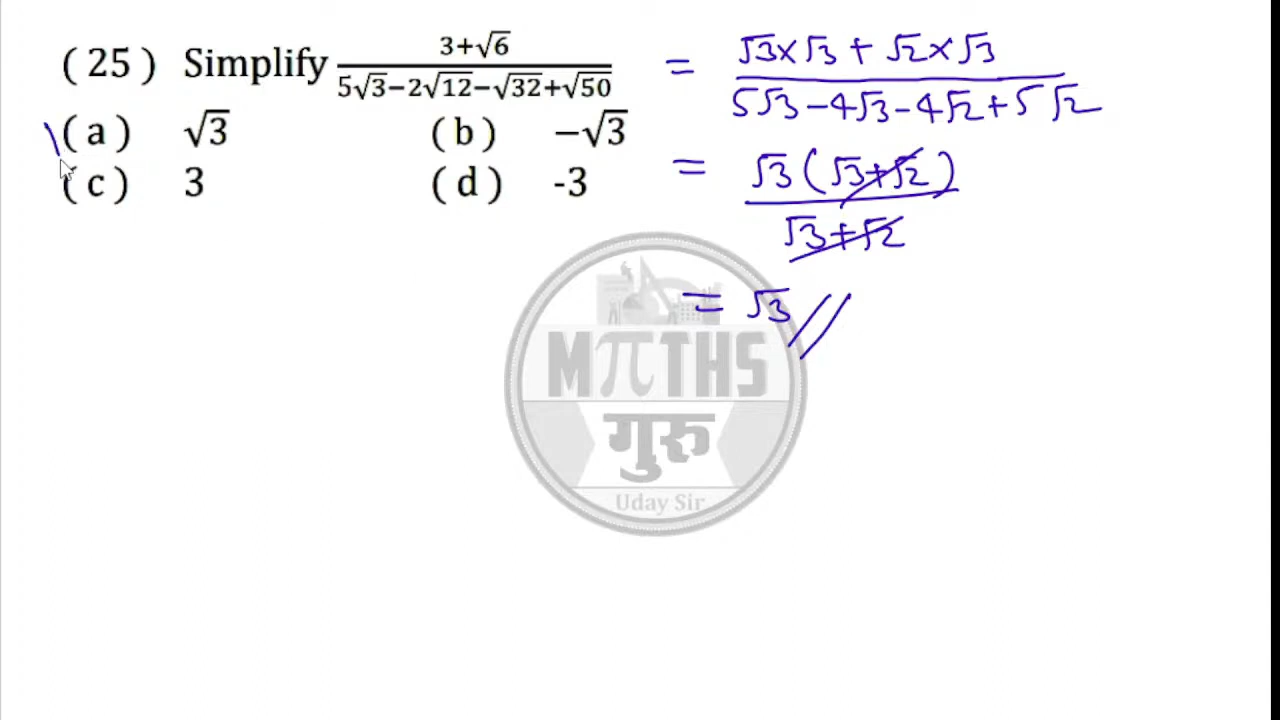 ( 25 ) Simplify (3+√6)/(5√3−2√12−√32+√50) = (√3×√3 + √2×√3)/(5√3 − 4√3 − 4√2 + 5√2)
( a ) √3 ( b ) −√3
= √3(√3+√2)/(√3+√2)
( c ) 3 ( d ) -3
= √3 //
MπTHS
गुरु
Uday Sir